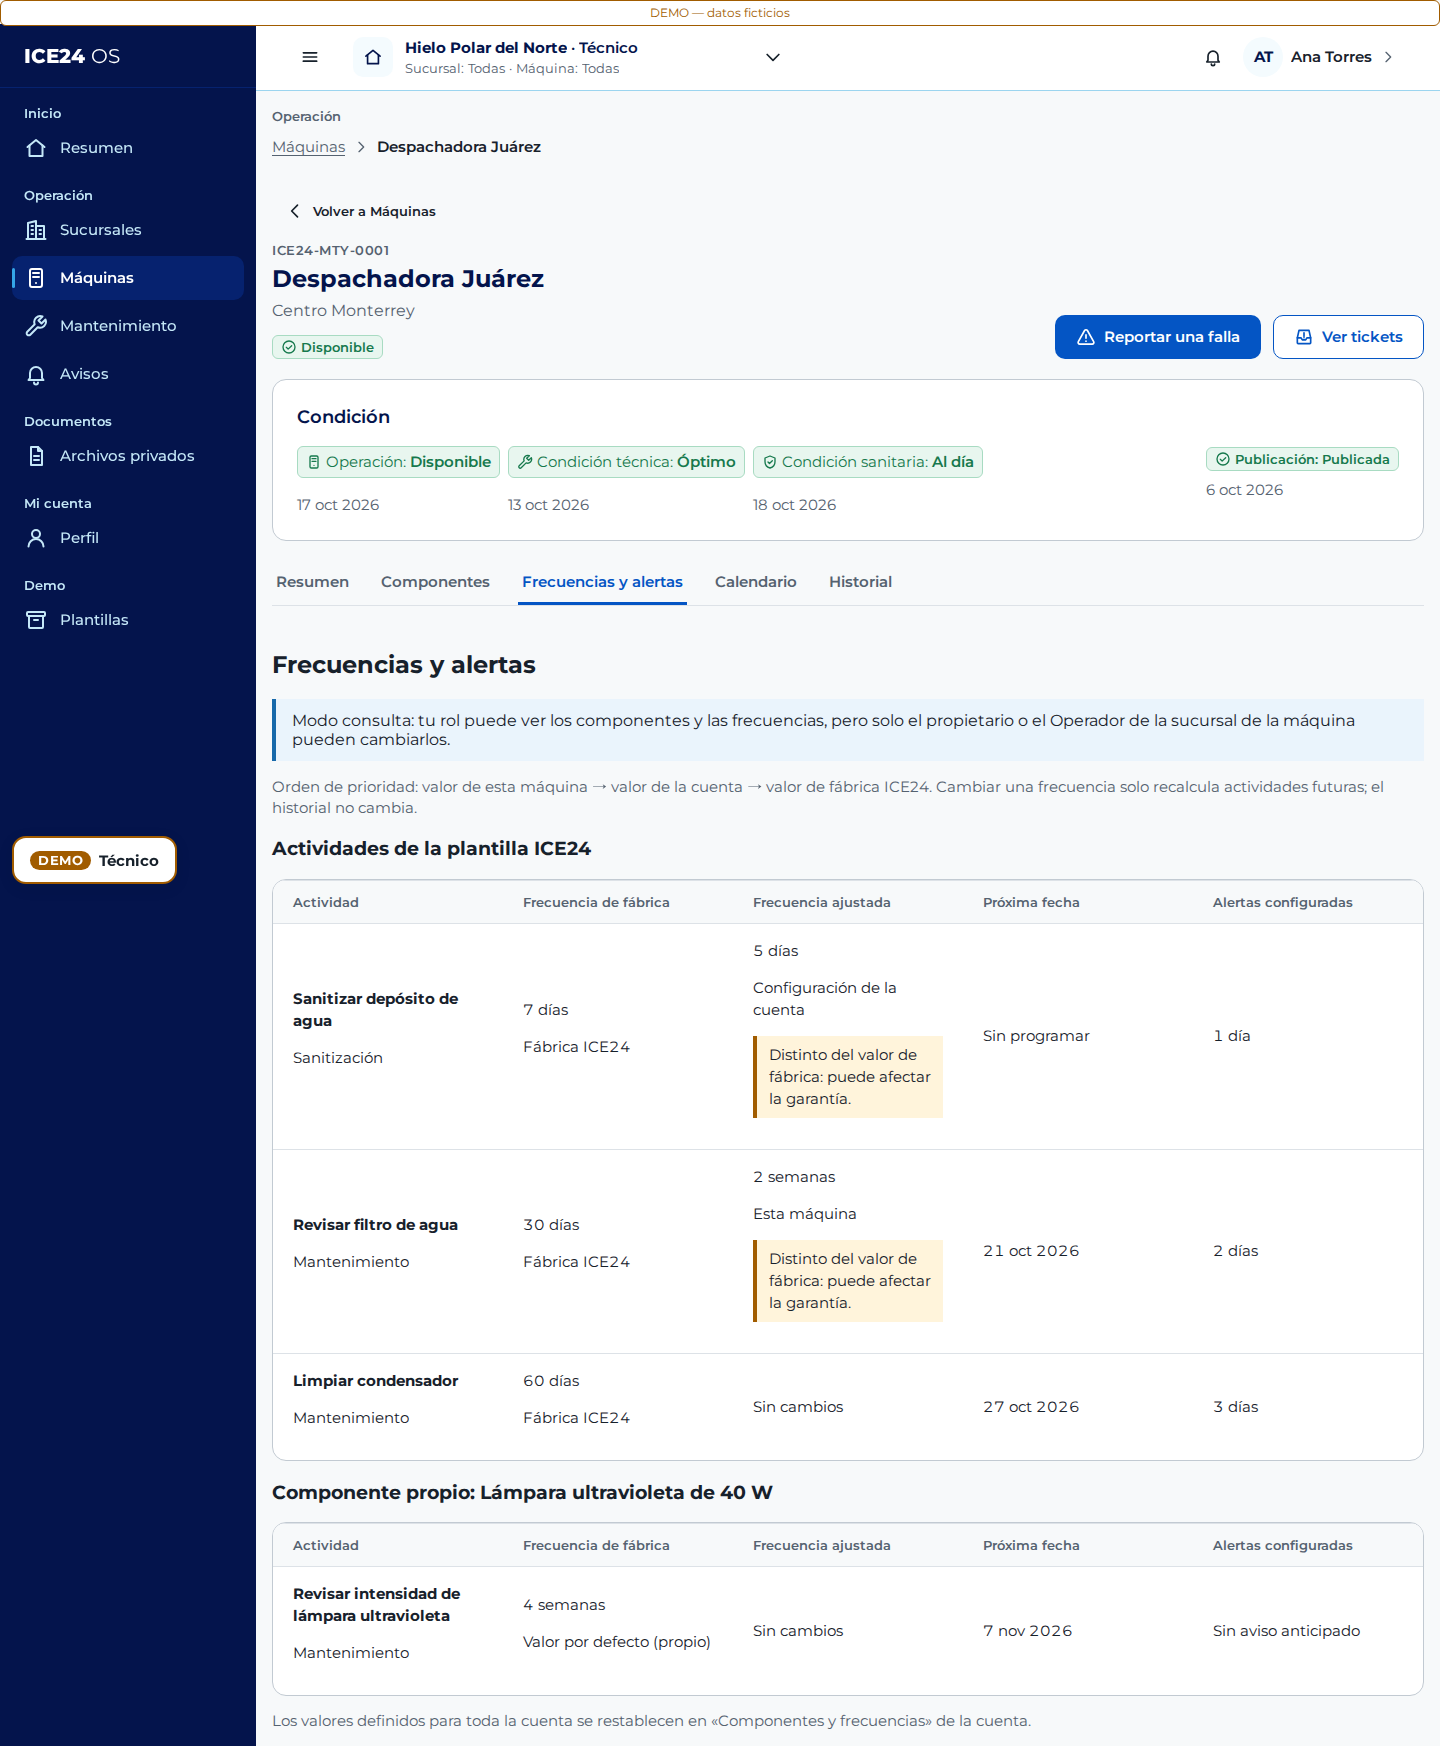 DEMO — datos ficticios
ICE24 OS
Inicio
Resumen
Operación
Sucursales
Máquinas
Mantenimiento
Avisos
Documentos
Archivos privados
Mi cuenta
Perfil
Demo
Plantillas
DEMO Técnico
Hielo Polar del Norte · Técnico
Sucursal: Todas · Máquina: Todas
AT Ana Torres
Operación
Máquinas > Despachadora Juárez
Volver a Máquinas
ICE24-MTY-0001
Despachadora Juárez
Centro Monterrey
Disponible
Reportar una falla
Ver tickets
Condición
Operación: Disponible
17 oct 2026
Condición técnica: Óptimo
13 oct 2026
Condición sanitaria: Al día
18 oct 2026
Publicación: Publicada
6 oct 2026
Resumen Componentes Frecuencias y alertas Calendario Historial
Frecuencias y alertas
Modo consulta: tu rol puede ver los componentes y las frecuencias, pero solo el propietario o el Operador de la sucursal de la máquina
pueden cambiarlos.
Orden de prioridad: valor de esta máquina → valor de la cuenta → valor de fábrica ICE24. Cambiar una frecuencia solo recalcula actividades futuras; el
historial no cambia.
Actividades de la plantilla ICE24
Actividad Frecuencia de fábrica Frecuencia ajustada Próxima fecha Alertas configuradas
Sanitizar depósito de
agua
Sanitización
7 días
Fábrica ICE24
5 días
Configuración de la
cuenta
Distinto del valor de
fábrica: puede afectar
la garantía.
Sin programar
1 día
Revisar filtro de agua
Mantenimiento
30 días
Fábrica ICE24
2 semanas
Esta máquina
Distinto del valor de
fábrica: puede afectar
la garantía.
21 oct 2026
2 días
Limpiar condensador
Mantenimiento
60 días
Fábrica ICE24
Sin cambios
27 oct 2026
3 días
Componente propio: Lámpara ultravioleta de 40 W
Actividad Frecuencia de fábrica Frecuencia ajustada Próxima fecha Alertas configuradas
Revisar intensidad de
lámpara ultravioleta
Mantenimiento
4 semanas
Valor por defecto (propio)
Sin cambios
7 nov 2026
Sin aviso anticipado
Los valores definidos para toda la cuenta se restablecen en «Componentes y frecuencias» de la cuenta.